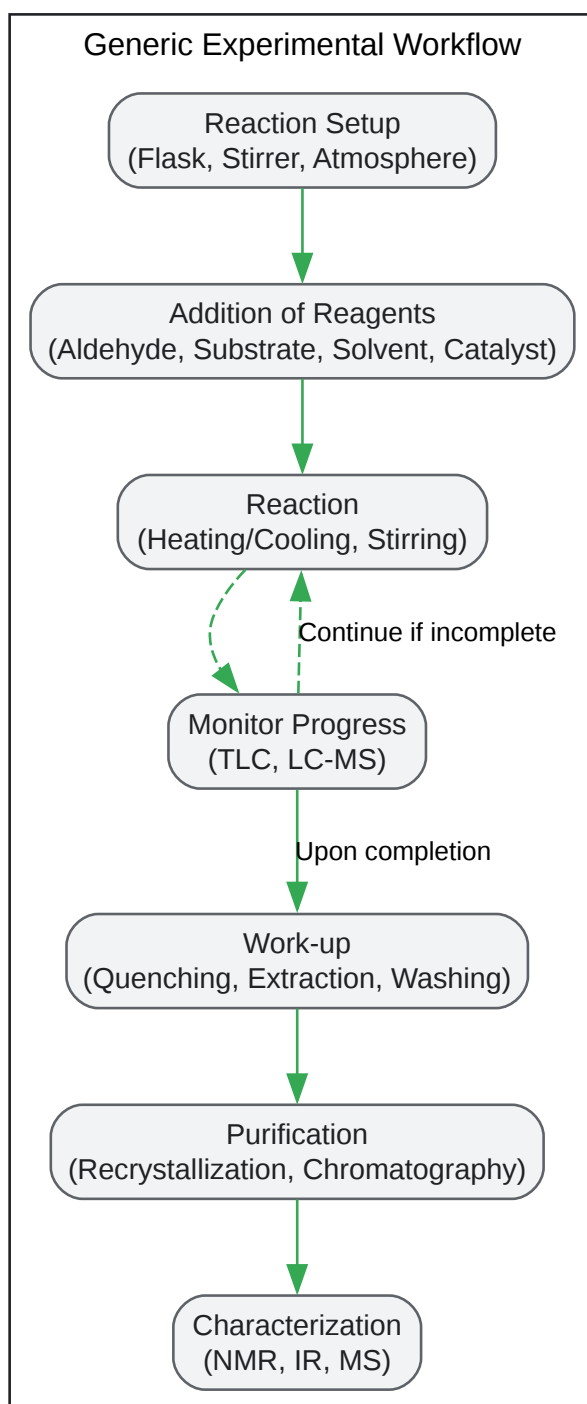 Generic Experimental Workflow
Reaction Setup
(Flask, Stirrer, Atmosphere)
Addition of Reagents
(Aldehyde, Substrate, Solvent, Catalyst)
Reaction
(Heating/Cooling, Stirring)
Continue if incomplete
Monitor Progress
(TLC, LC-MS)
Upon completion
Work-up
(Quenching, Extraction, Washing)
Purification
(Recrystallization, Chromatography)
Characterization
(NMR, IR, MS)